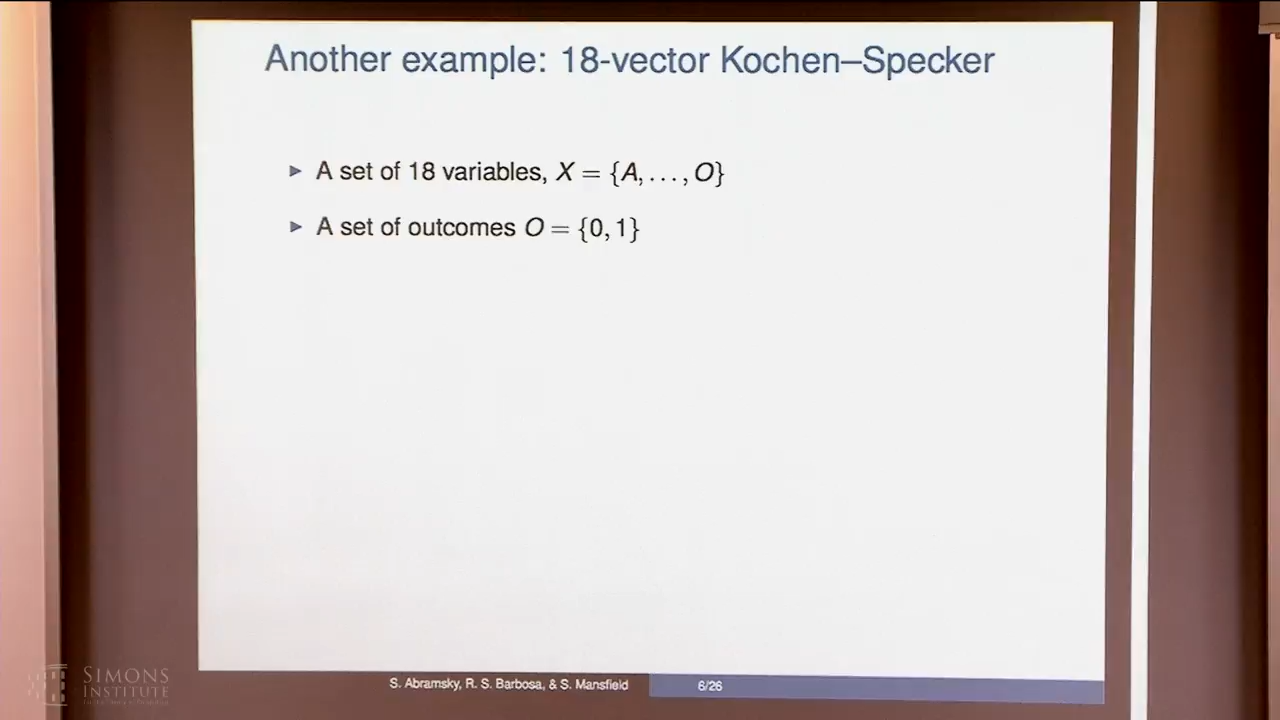 Another example: 18-vector Kochen–Specker
▶ A set of 18 variables, X = {A, . . . , O}
▶ A set of outcomes O = {0, 1}
S. Abramsky, R. S. Barbosa, & S. Mansfield 6/26
SIMONS
INSTITUTE